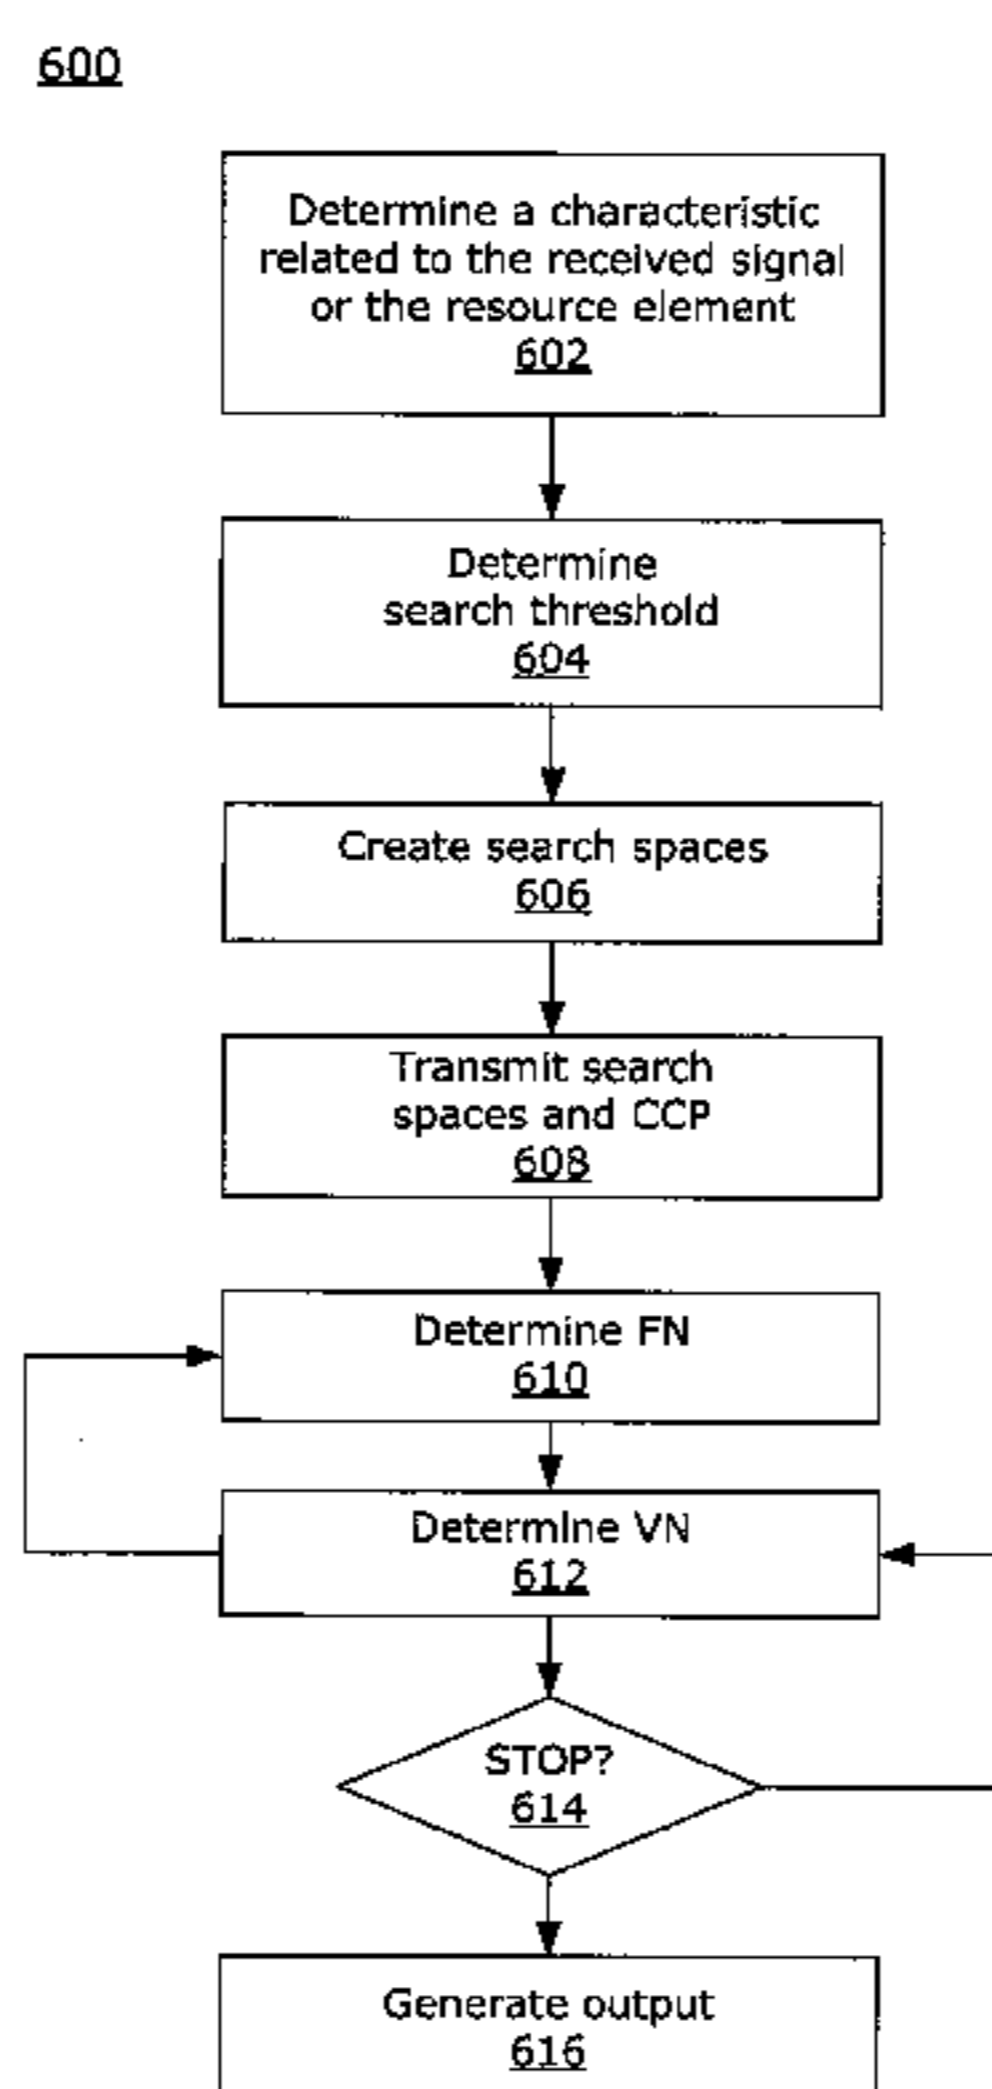 600
Determine a characteristic
related to the received signal
or the resource element
602
Determine
search threshold
604
Create search spaces
606
Transmit search
spaces and CCP
608
Determine FN
610
Determine VN
612
STOP?
614
Generate output
616